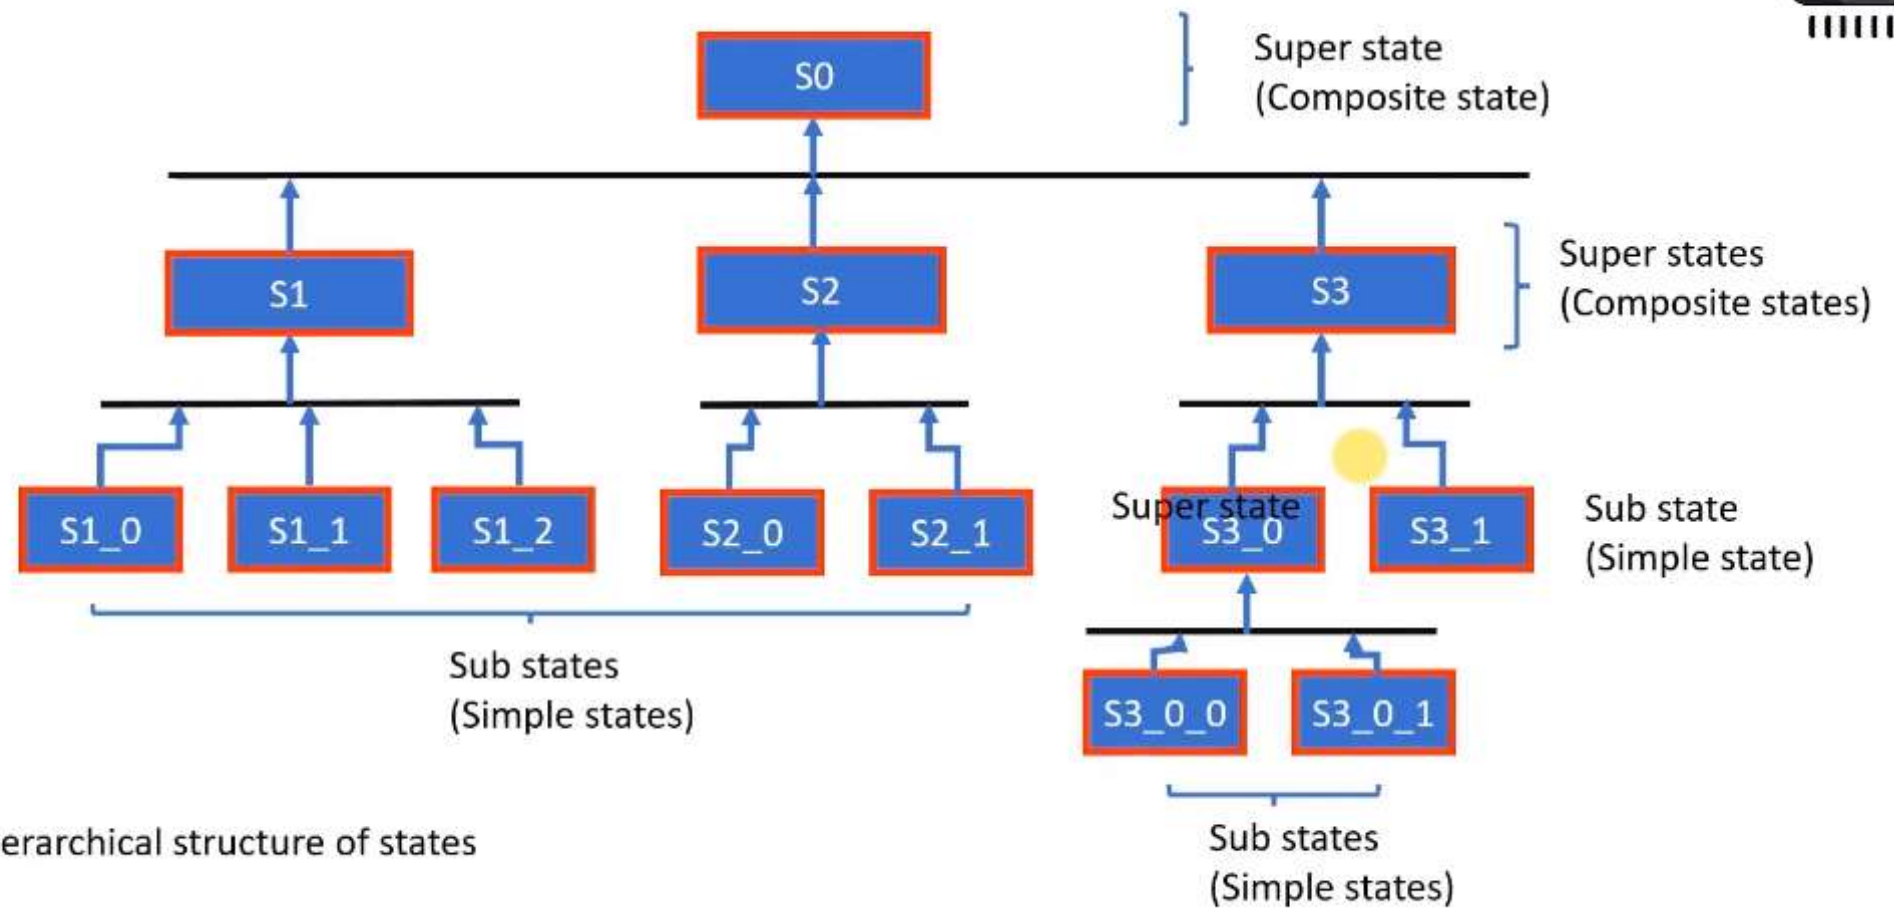 S0
Super state
(Composite state)
S1
S2
S3
Super states
(Composite states)
S1_0
S1_1
S1_2
S2_0
S2_1
Super state
S3_0
S3_1
Sub state
(Simple state)
Sub states
(Simple states)
S3_0_0
S3_0_1
Sub states
(Simple states)
erarchical structure of states